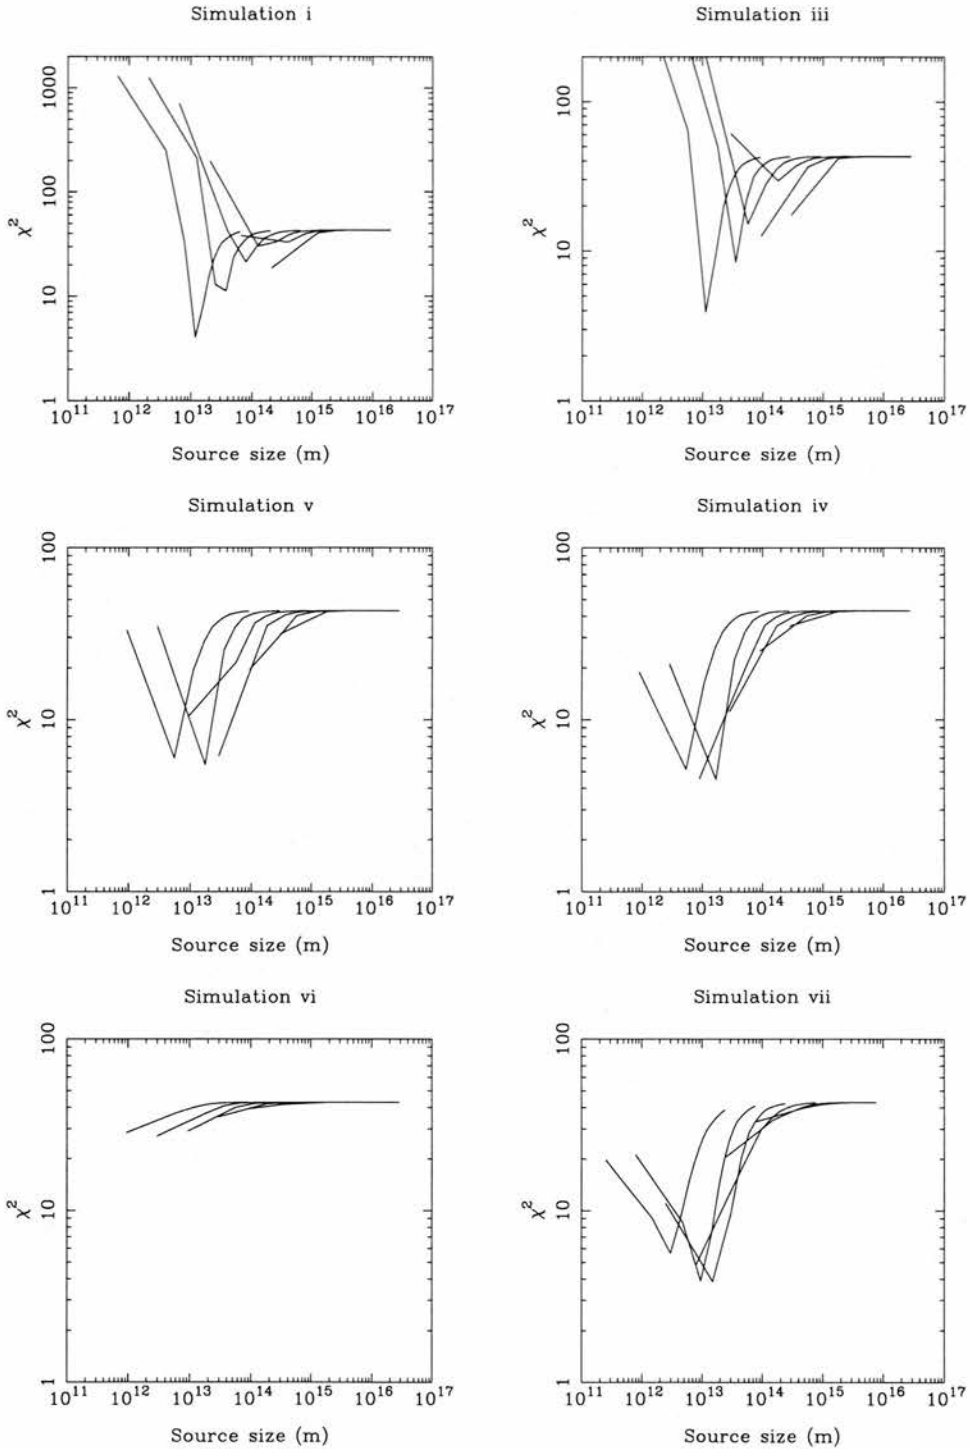 Simulation i
1000
100
10
1
χ²
10¹¹ 10¹² 10¹³ 10¹⁴ 10¹⁵ 10¹⁶ 10¹⁷
Source size (m)
Simulation iii
100
10
1
χ²
10¹¹ 10¹² 10¹³ 10¹⁴ 10¹⁵ 10¹⁶ 10¹⁷
Source size (m)
Simulation v
100
10
1
χ²
10¹¹ 10¹² 10¹³ 10¹⁴ 10¹⁵ 10¹⁶ 10¹⁷
Source size (m)
Simulation iv
100
10
1
χ²
10¹¹ 10¹² 10¹³ 10¹⁴ 10¹⁵ 10¹⁶ 10¹⁷
Source size (m)
Simulation vi
100
10
1
χ²
10¹¹ 10¹² 10¹³ 10¹⁴ 10¹⁵ 10¹⁶ 10¹⁷
Source size (m)
Simulation vii
100
10
1
χ²
10¹¹ 10¹² 10¹³ 10¹⁴ 10¹⁵ 10¹⁶ 10¹⁷
Source size (m)